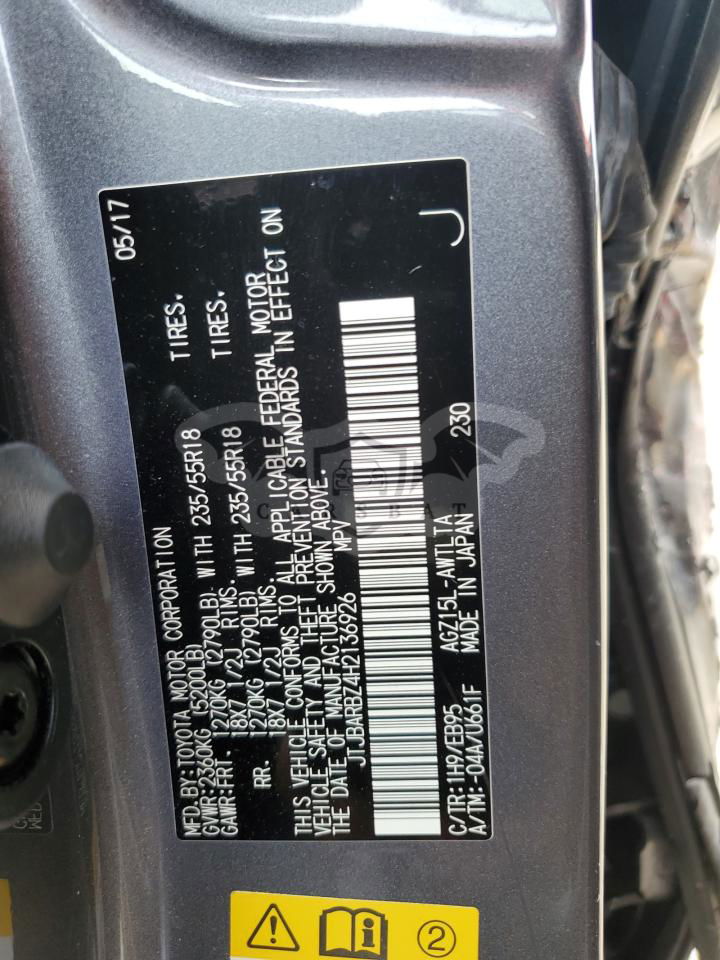 MFD.BY:TOYOTA MOTOR CORPORATION 05/17
GVWR:2360KG (5200LB)
GAWR:FRT. 1270KG (2790LB) WITH 235/55R18 TIRES.
18X7 1/2J RIMS.
RR. 1270KG (2790LB) WITH 235/55R18 TIRES.
18X7 1/2J RIMS.
THIS VEHICLE CONFORMS TO ALL APPLICABLE FEDERAL MOTOR
VEHICLE SAFETY AND THEFT PREVENTION STANDARDS IN EFFECT ON
THE DATE OF MANUFACTURE SHOWN ABOVE.
JTJBARBZ4H2136926 MPV
C/TR:1H9/EB95 AGZ15L-AWTLTA
A/TM:-04A/U661F MADE IN JAPAN 230 J
2
CARSBAT